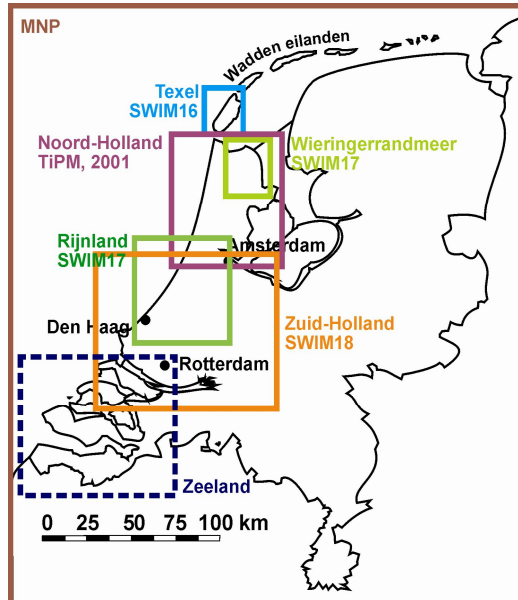 MNP
Wadden eilanden
Texel
SWIM16
Noord-Holland
TiPM, 2001
Wieringerrandmeer
SWIM17
Rijnland
SWIM17
Amsterdam
Den Haag
Zuid-Holland
SWIM18
Rotterdam
Zeeland
0 25 50 75 100 km